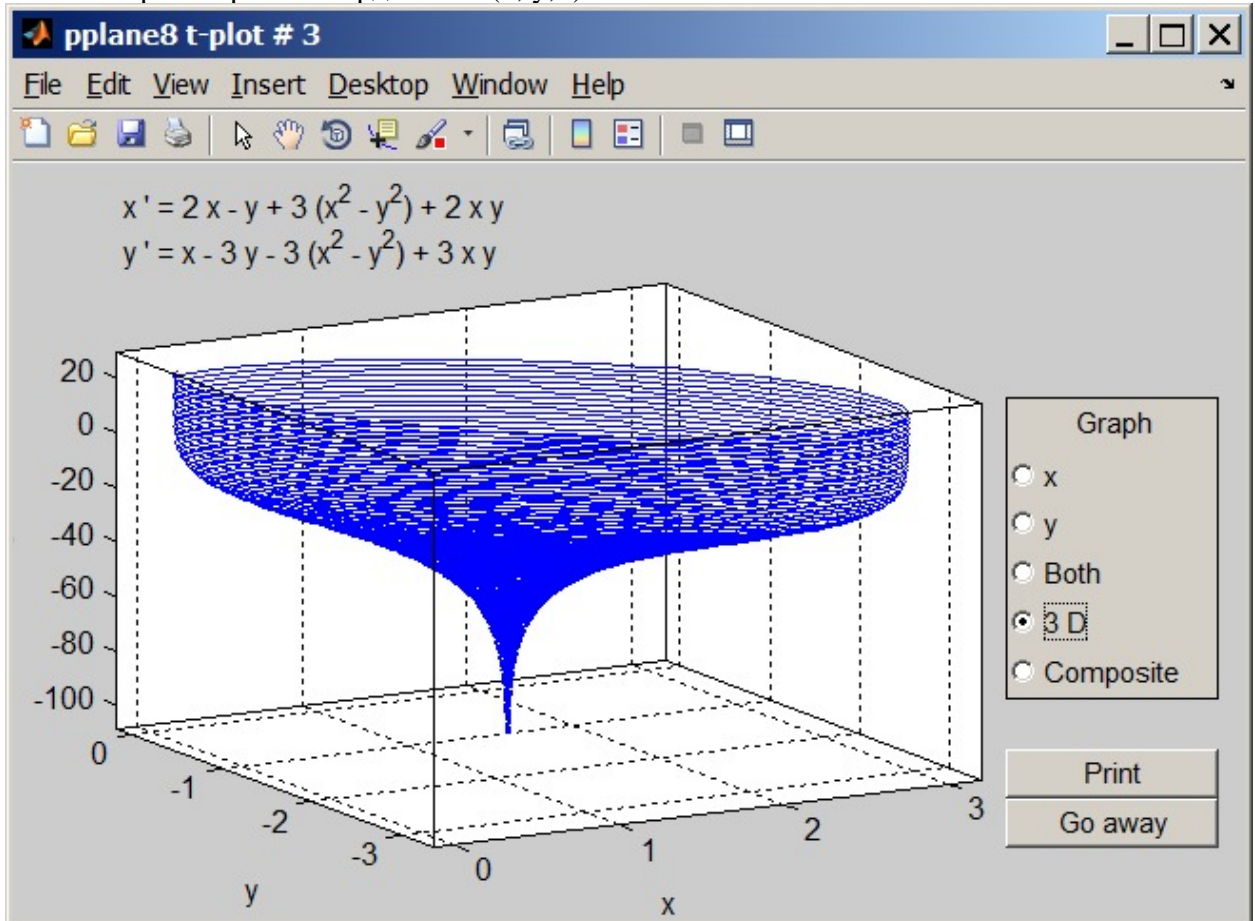 pplane8 t-plot # 3
File Edit View Insert Desktop Window Help
x ' = 2 x - y + 3 (x² - y²) + 2 x y
y ' = x - 3 y - 3 (x² - y²) + 3 x y
20
0
-20
-40
-60
-80
-100
0
-1
-2
-3
y
0
1
2
3
x
Graph
x
y
Both
3 D
Composite
Print
Go away